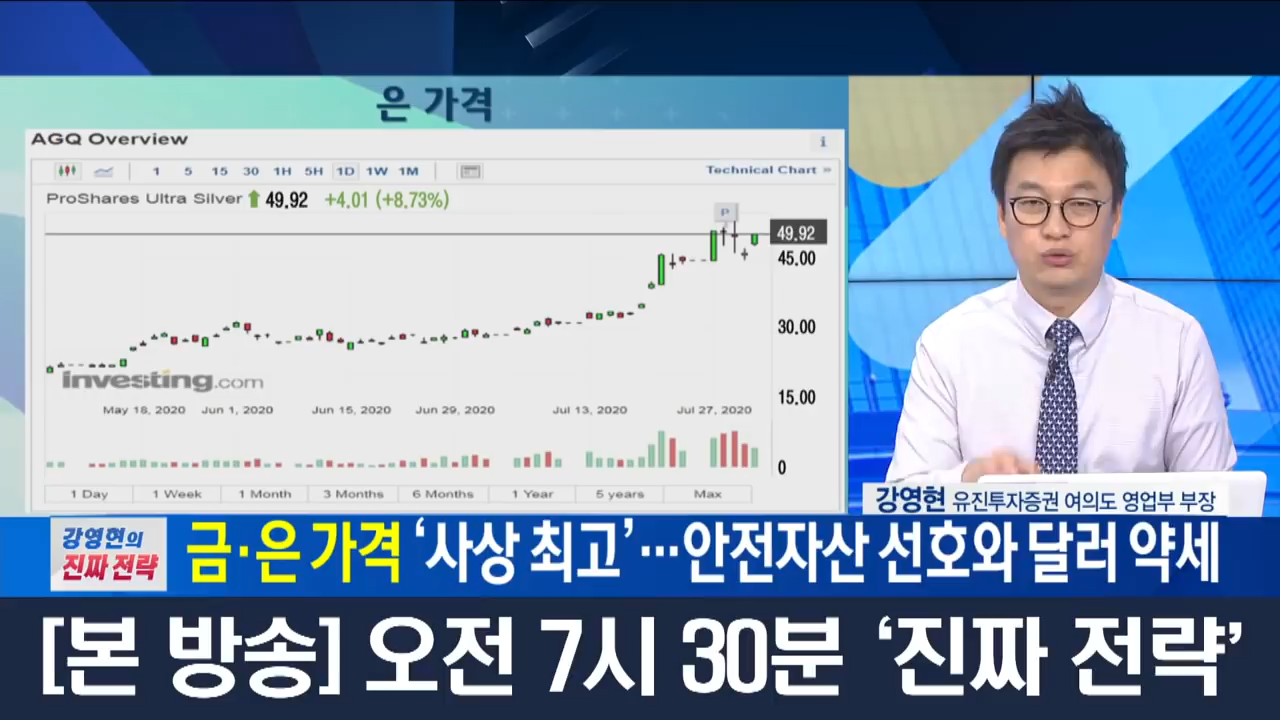 은 가격
AGQ Overview
i
1 5 15 30 1H 5H 1D 1W 1M
Technical Chart »
ProShares Ultra Silver 49.92 +4.01 (+8.73%)
P
49.92
45.00
30.00
15.00
0
Investing.com
May 18, 2020 Jun 1, 2020 Jun 15, 2020 Jun 29, 2020 Jul 13, 2020 Jul 27, 2020
1 Day 1 Week 1 Month 3 Months 6 Months 1 Year 5 years Max
강영현 유진투자증권 여의도 영업부 부장
강영현의
진짜 전략
금·은 가격 ‘사상 최고’…안전자산 선호와 달러 약세
[본 방송] 오전 7시 30분 ‘진짜 전략’